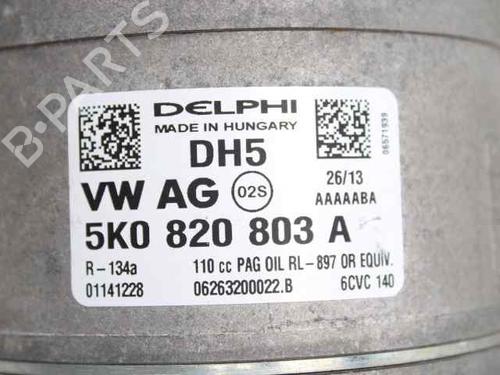 DELPHI
MADE IN HUNGARY
DH5
06571939
VW AG 02S
26/13
AAAAABA
5K0 820 803 A
R-134a 110 cc PAG OIL RL-897 OR EQUIV.
01141228 06263200022.B 6CVC 140
B-PARTS